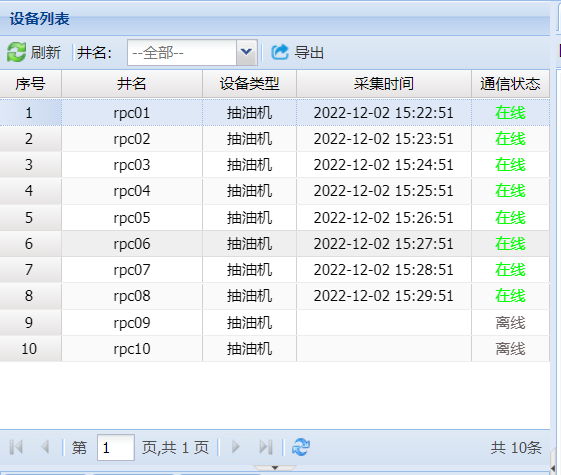 设备列表
刷新 井名: --全部-- 导出
序号 井名 设备类型 采集时间 通信状态
1 rpc01 抽油机 2022-12-02 15:22:51 在线
2 rpc02 抽油机 2022-12-02 15:23:51 在线
3 rpc03 抽油机 2022-12-02 15:24:51 在线
4 rpc04 抽油机 2022-12-02 15:25:51 在线
5 rpc05 抽油机 2022-12-02 15:26:51 在线
6 rpc06 抽油机 2022-12-02 15:27:51 在线
7 rpc07 抽油机 2022-12-02 15:28:51 在线
8 rpc08 抽油机 2022-12-02 15:29:51 在线
9 rpc09 抽油机 离线
10 rpc10 抽油机 离线
第 1 页,共 1 页 共 10条